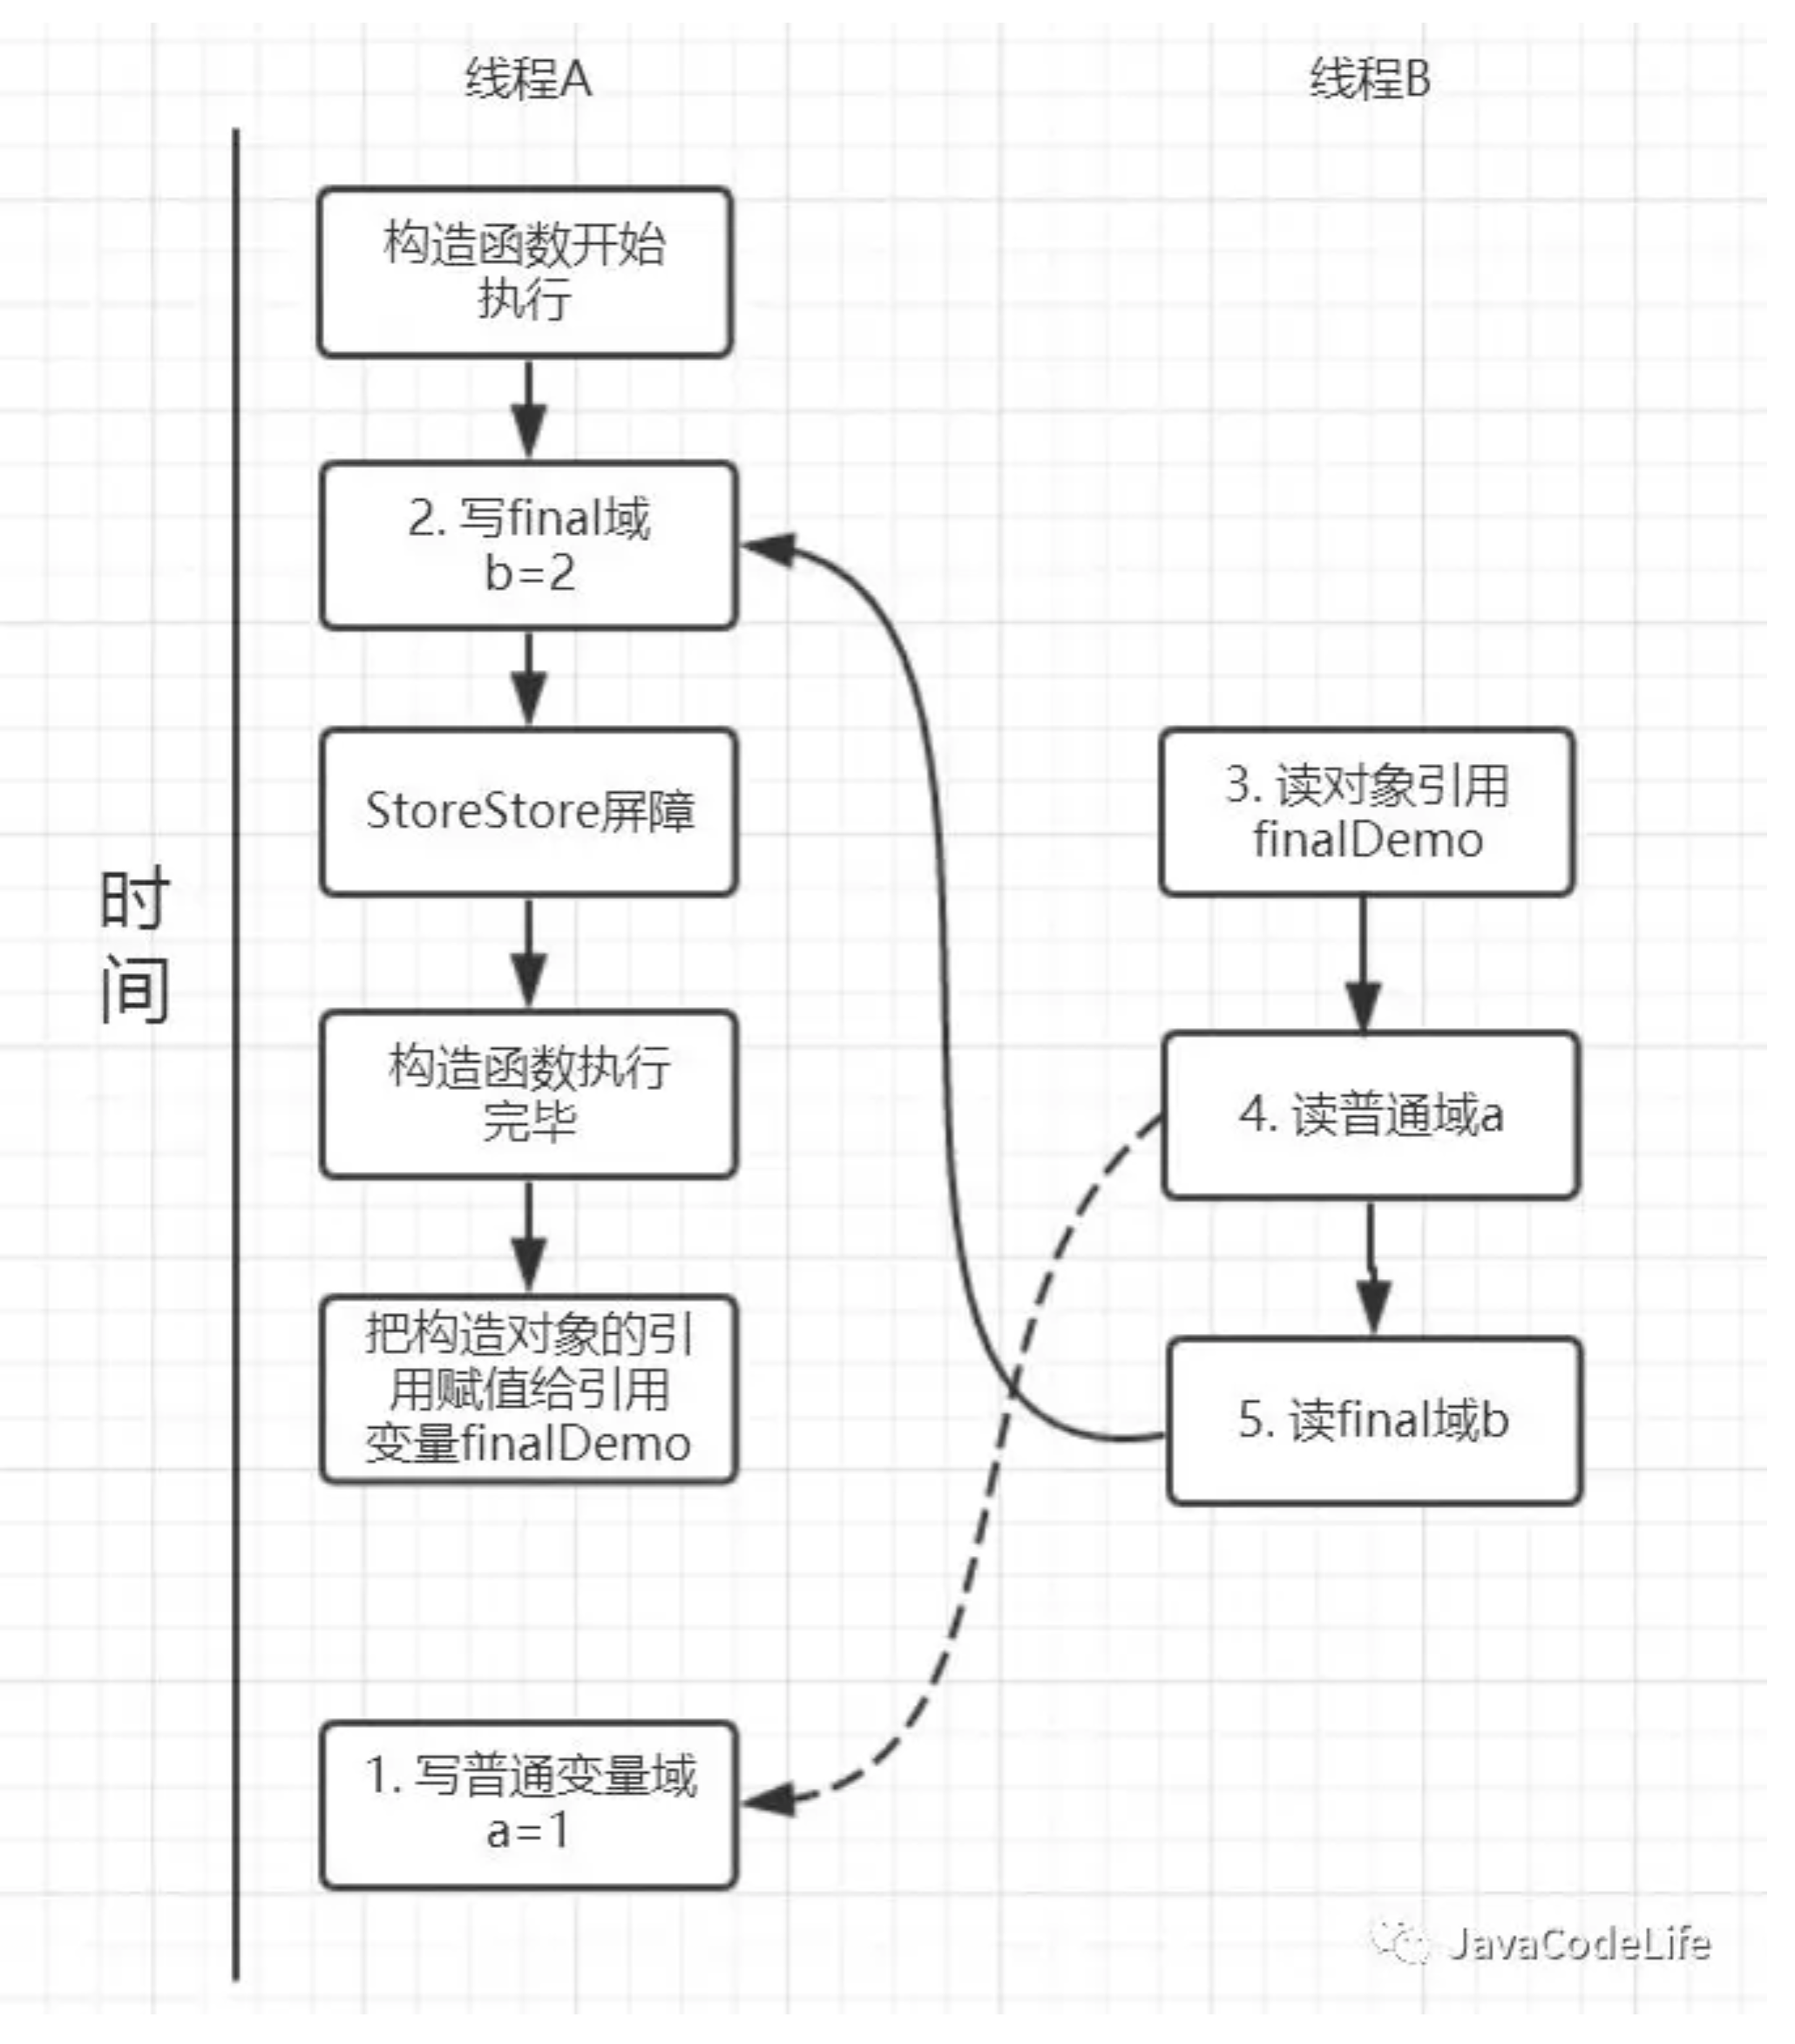 线程A
线程B
构造函数开始
执行
2. 写final域
b=2
StoreStore屏障
3. 读对象引用
finalDemo
时
间
构造函数执行
完毕
4. 读普通域a
把构造对象的引
用赋值给引用
变量finalDemo
5. 读final域b
1. 写普通变量域
a=1
JavaCodeLife